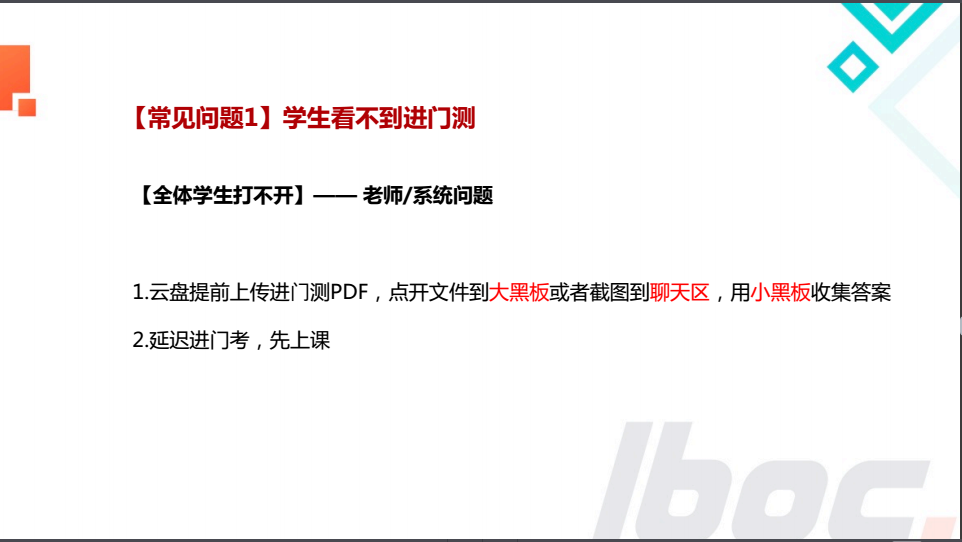 【常见问题1】学生看不到进门测
【全体学生打不开】—— 老师/系统问题
1.云盘提前上传进门测PDF，点开文件到大黑板或者截图到聊天区，用小黑板收集答案
2.延迟进门考，先上课
lboc